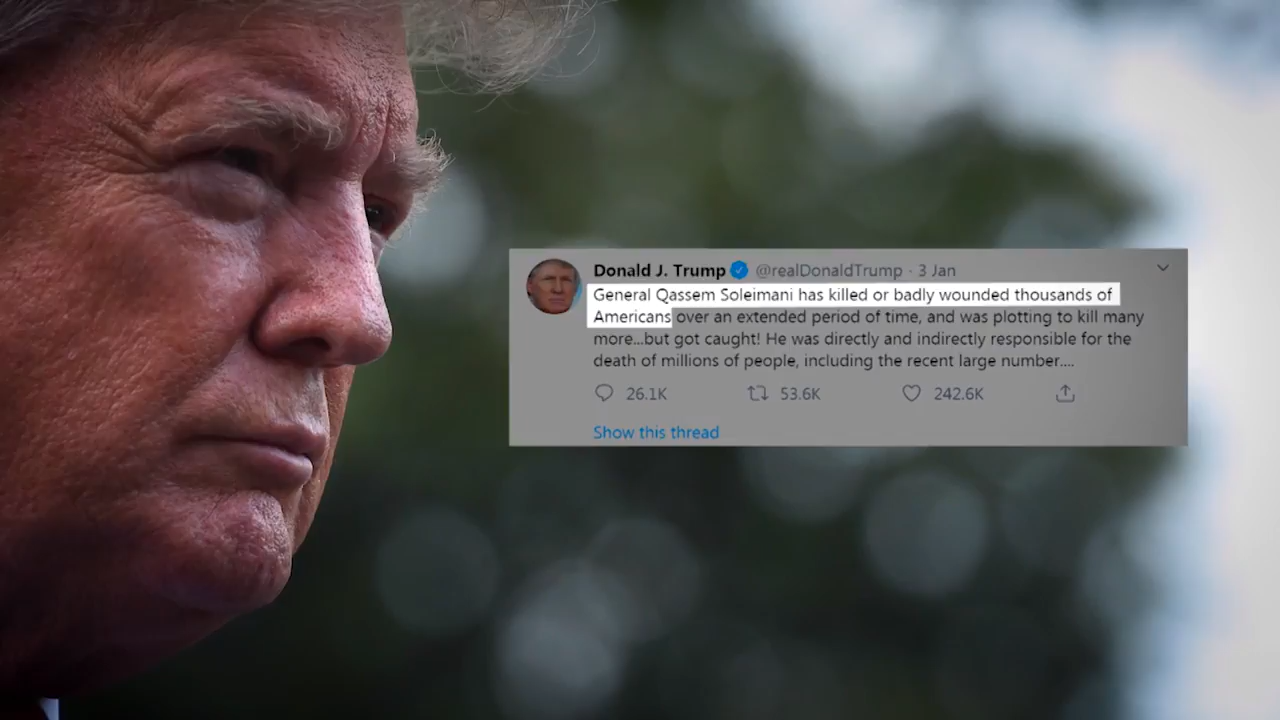 Donald J. Trump @realDonaldTrump · 3 Jan
General Qassem Soleimani has killed or badly wounded thousands of
Americans over an extended period of time, and was plotting to kill many
more...but got caught! He was directly and indirectly responsible for the
death of millions of people, including the recent large number....
26.1K 53.6K 242.6K
Show this thread